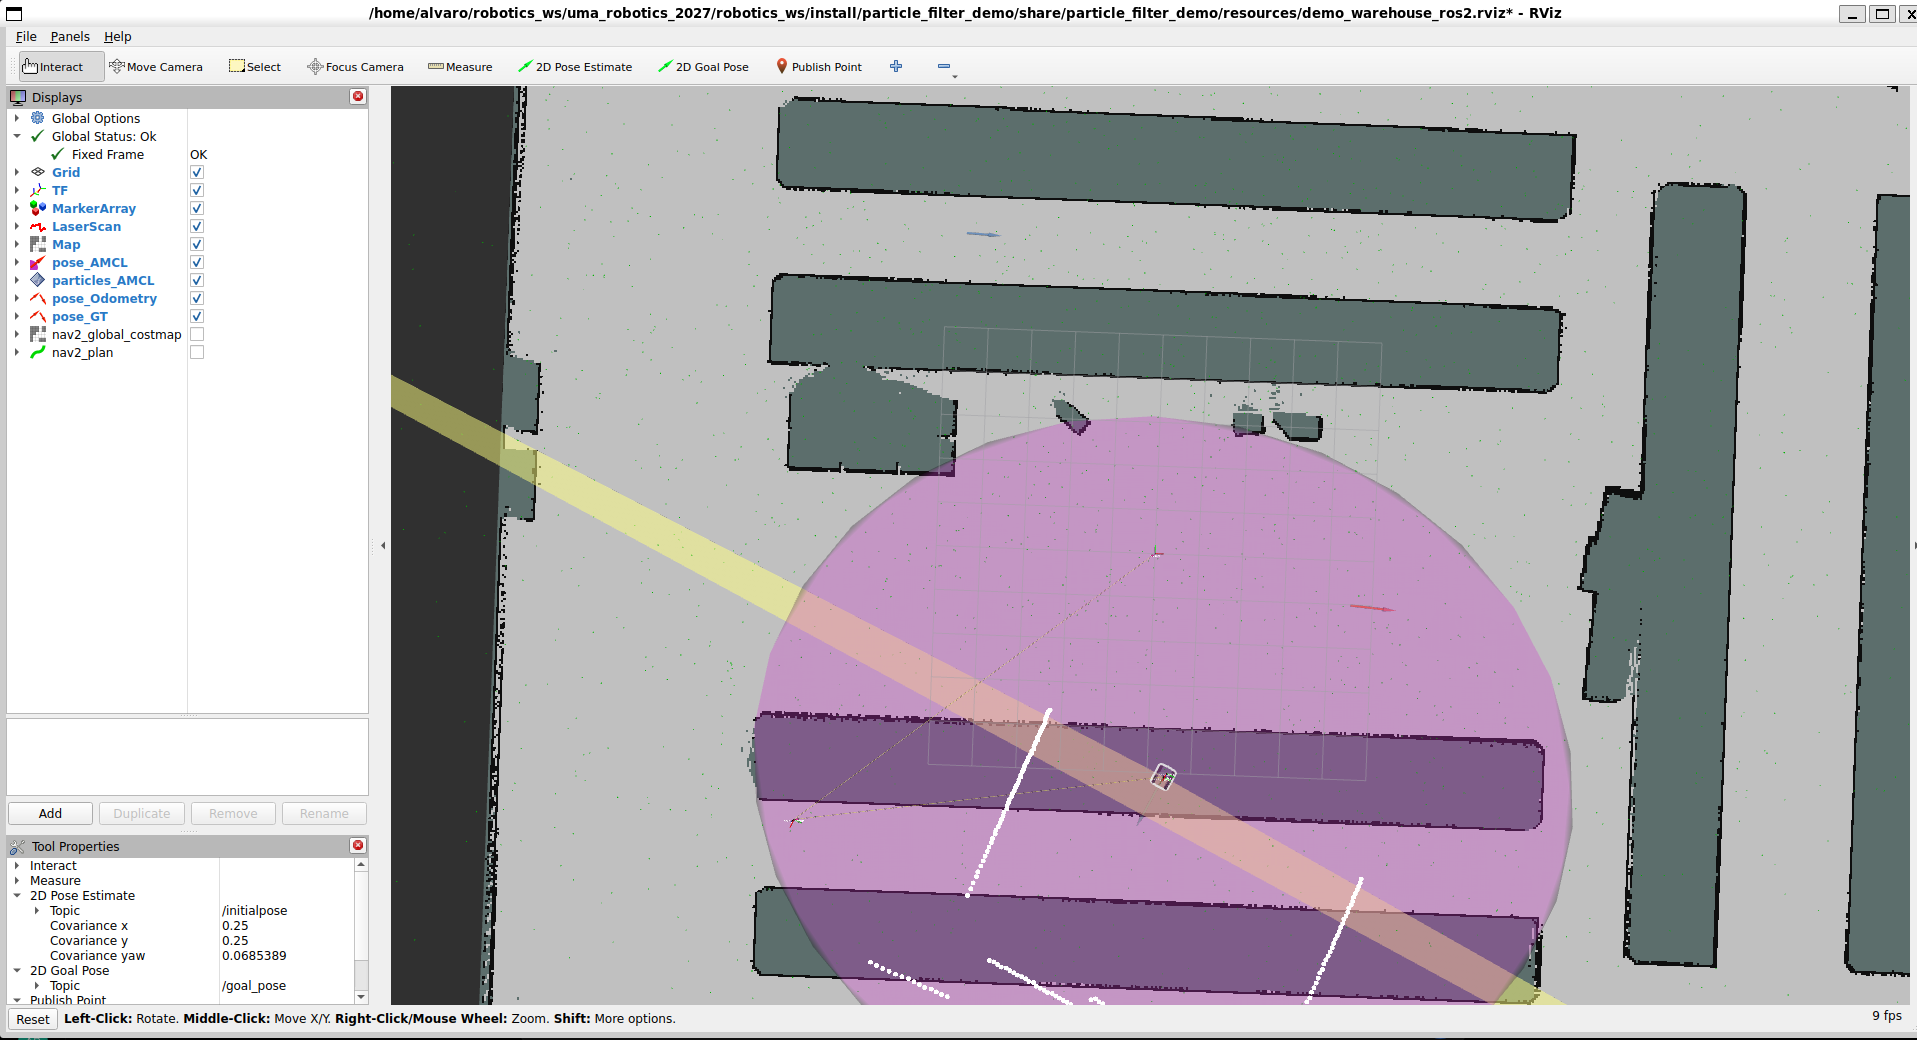 /home/alvaro/robotics_ws/uma_robotics_2027/robotics_ws/install/particle_filter_demo/share/particle_filter_demo/resources/demo_warehouse_ros2.rviz* - RViz
File Panels Help
Interact Move Camera Select Focus Camera Measure 2D Pose Estimate 2D Goal Pose Publish Point
Displays
Global Options
Global Status: Ok
Fixed Frame OK
Grid
TF
MarkerArray
LaserScan
Map
pose_AMCL
particles_AMCL
pose_Odometry
pose_GT
nav2_global_costmap
nav2_plan
Add Duplicate Remove Rename
Tool Properties
Interact
Measure
2D Pose Estimate
Topic /initialpose
Covariance x 0.25
Covariance y 0.25
Covariance yaw 0.0685389
2D Goal Pose
Topic /goal_pose
Publish Point
Reset Left-Click: Rotate. Middle-Click: Move X/Y. Right-Click/Mouse Wheel: Zoom. Shift: More options. 9 fps